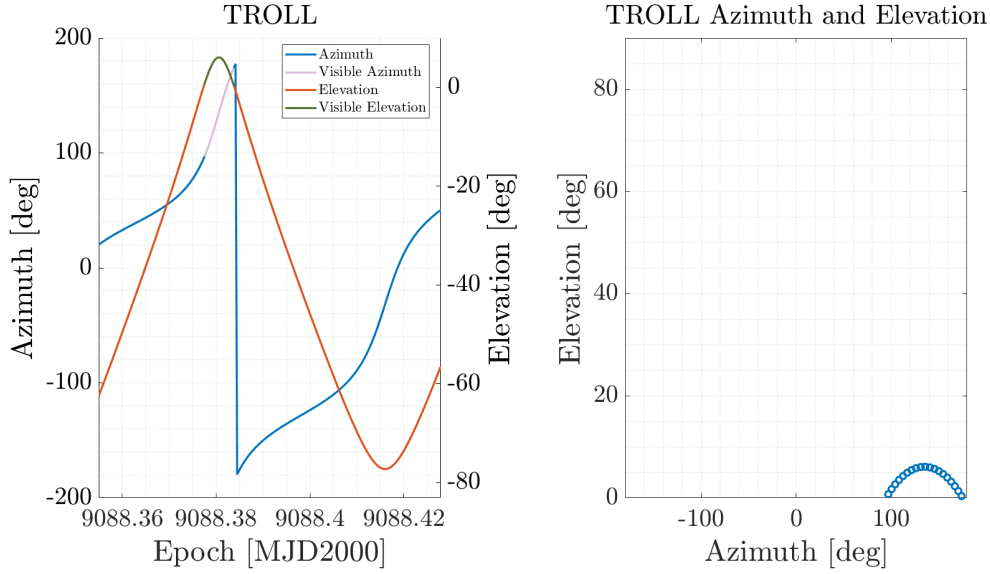 TROLL
200
100
0
-100
-200
Azimuth [deg]
Azimuth
Visible Azimuth
Elevation
Visible Elevation
0
-20
-40
-60
-80
Elevation [deg]
9088.36 9088.38 9088.4 9088.42
Epoch [MJD2000]
TROLL Azimuth and Elevation
80
60
40
20
0
Elevation [deg]
-100 0 100
Azimuth [deg]